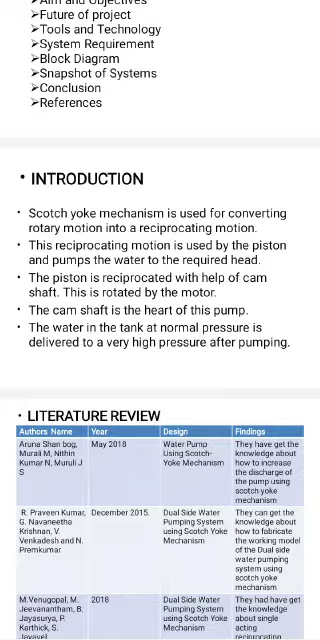 ➤Aim and Objectives
➤Future of project
➤Tools and Technology
➤System Requirement
➤Block Diagram
➤Snapshot of Systems
➤Conclusion
➤References
• INTRODUCTION
• Scotch yoke mechanism is used for converting
rotary motion into a reciprocating motion.
• This reciprocating motion is used by the piston
and pumps the water to the required head.
• The piston is reciprocated with help of cam
shaft. This is rotated by the motor.
• The cam shaft is the heart of this pump.
• The water in the tank at normal pressure is
delivered to a very high pressure after pumping.
• LITERATURE REVIEW
Authors Name Year Design Findings
Aruna Shan bog, May 2018 Water Pump They have get the
Murali M, Nithin Using Scotch- knowledge about
Kumar N, Muruli J Yoke Mechanism how to increase
S the discharge of
the pump using
scotch yoke
mechanism
R. Praveen Kumar, December 2015. Dual Side Water They can get the
G. Navaneetha Pumping System knowledge about
Krishnan, V. using Scotch Yoke how to fabricate
Venkadesh and N. Mechanism the working model
Premkumar of the Dual side
water pumping
system using
scotch yoke
mechanism
M.Venugopal, M. 2018 Dual Side Water They had have get
Jeevanantham, B. Pumping System the knowledge
Jayasurya, P. using Scotch Yoke about single
Karthick, S. Mechanism acting
Jayavel reciprocating